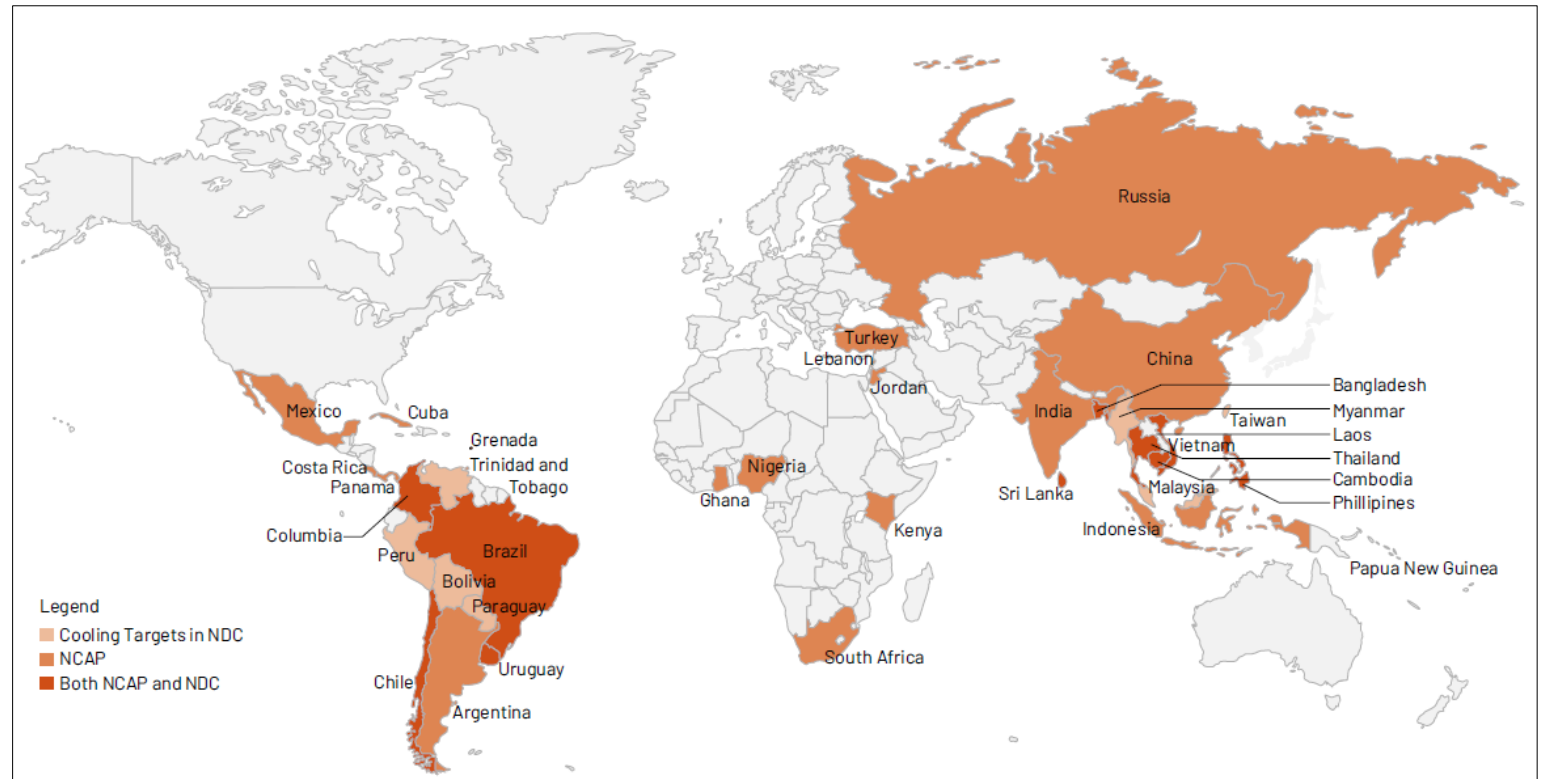 Russia
Turkey
Lebanon
Jordan
China
India
Bangladesh
Myanmar
Taiwan
Laos
Vietnam
Thailand
Cambodia
Phillipines
Malaysia
Sri Lanka
Indonesia
Papua New Guinea
Mexico
Cuba
Grenada
Trinidad and
Tobago
Costa Rica
Panama
Columbia
Nigeria
Ghana
Kenya
South Africa
Peru
Brazil
Bolivia
Paraguay
Uruguay
Chile
Argentina
Legend
Cooling Targets in NDC
NCAP
Both NCAP and NDC